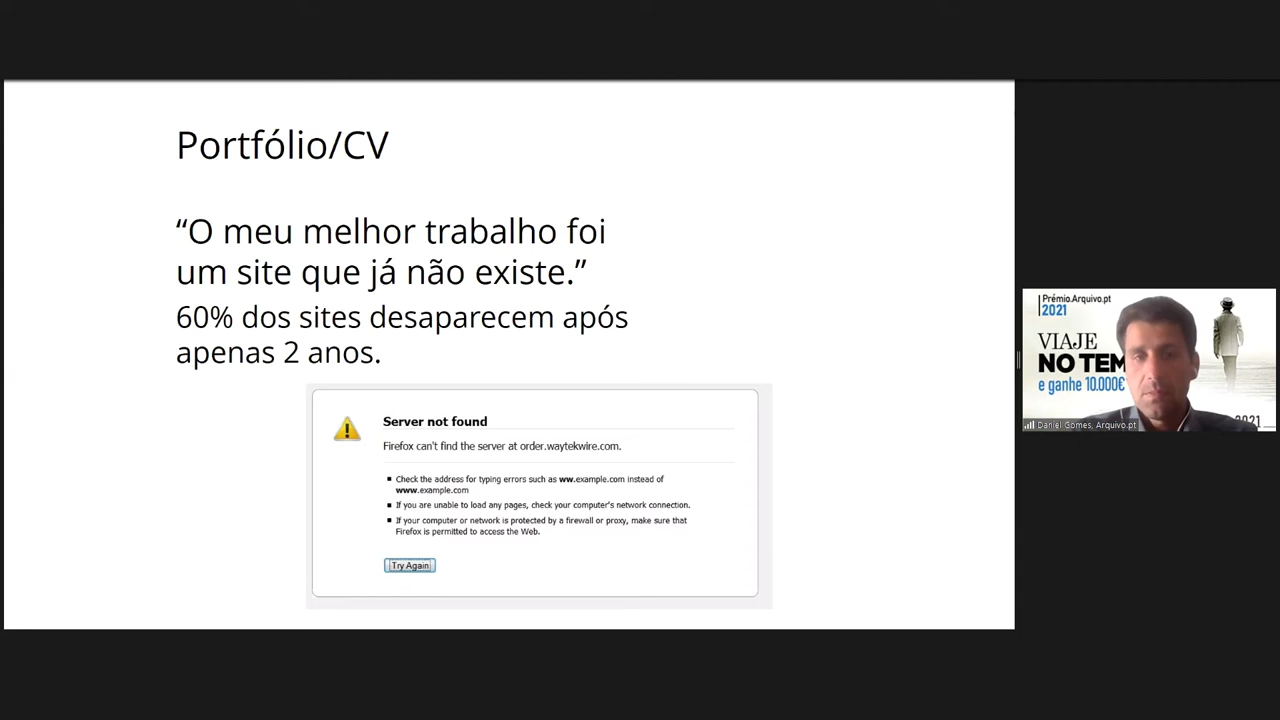 Portfólio/CV
“O meu melhor trabalho foi
um site que já não existe.”
60% dos sites desaparecem após
apenas 2 anos.
Server not found
Firefox can't find the server at order.waytekwire.com.
Check the address for typing errors such as ww.example.com instead of
www.example.com
If you are unable to load any pages, check your computer's network connection.
If your computer or network is protected by a firewall or proxy, make sure that
Firefox is permitted to access the Web.
Try Again
Prémio.Arquivo.pt
2021
VIAJE
NO TEM
e ganhe 10.000€
2021
Daniel Gomes, Arquivo.pt